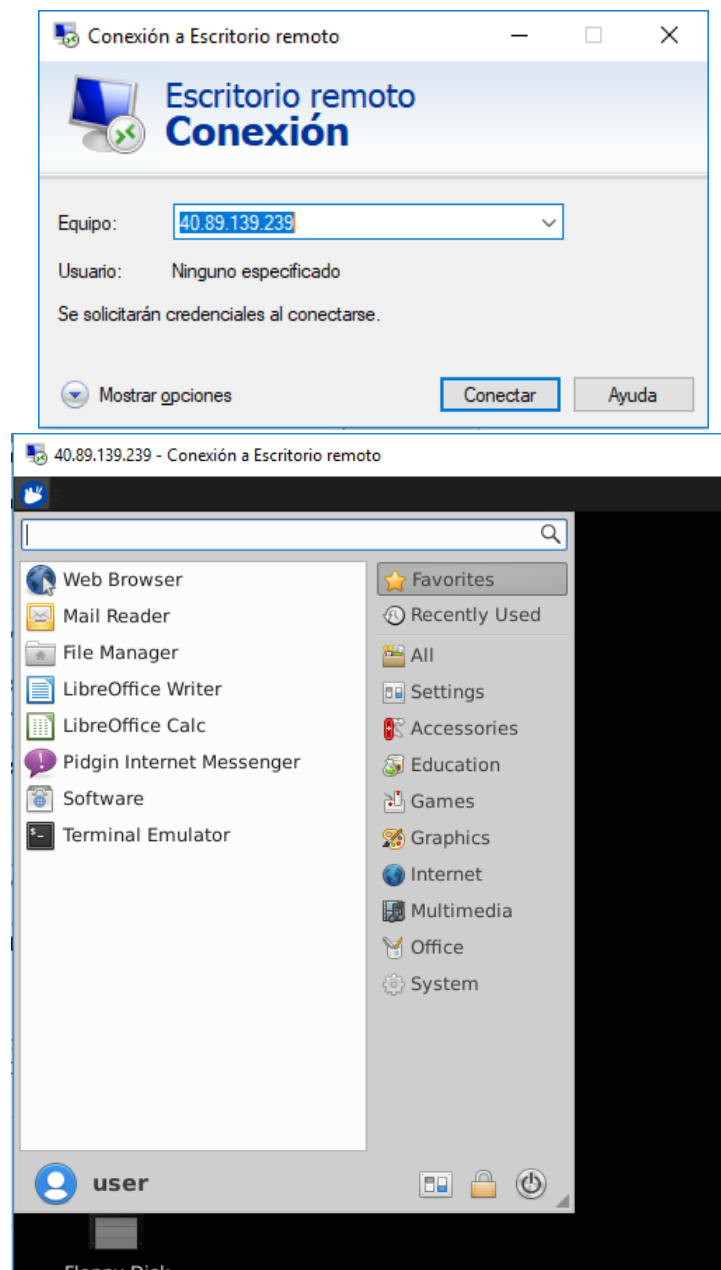 Conexión a Escritorio remoto
Escritorio remoto
Conexión
Equipo: 40.89.139.239
Usuario: Ninguno especificado
Se solicitarán credenciales al conectarse.
Mostrar opciones Conectar Ayuda
40.89.139.239 - Conexión a Escritorio remoto
Web Browser
Mail Reader
File Manager
LibreOffice Writer
LibreOffice Calc
Pidgin Internet Messenger
Software
Terminal Emulator
Favorites
Recently Used
All
Settings
Accessories
Education
Games
Graphics
Internet
Multimedia
Office
System
user
Floppy Disk